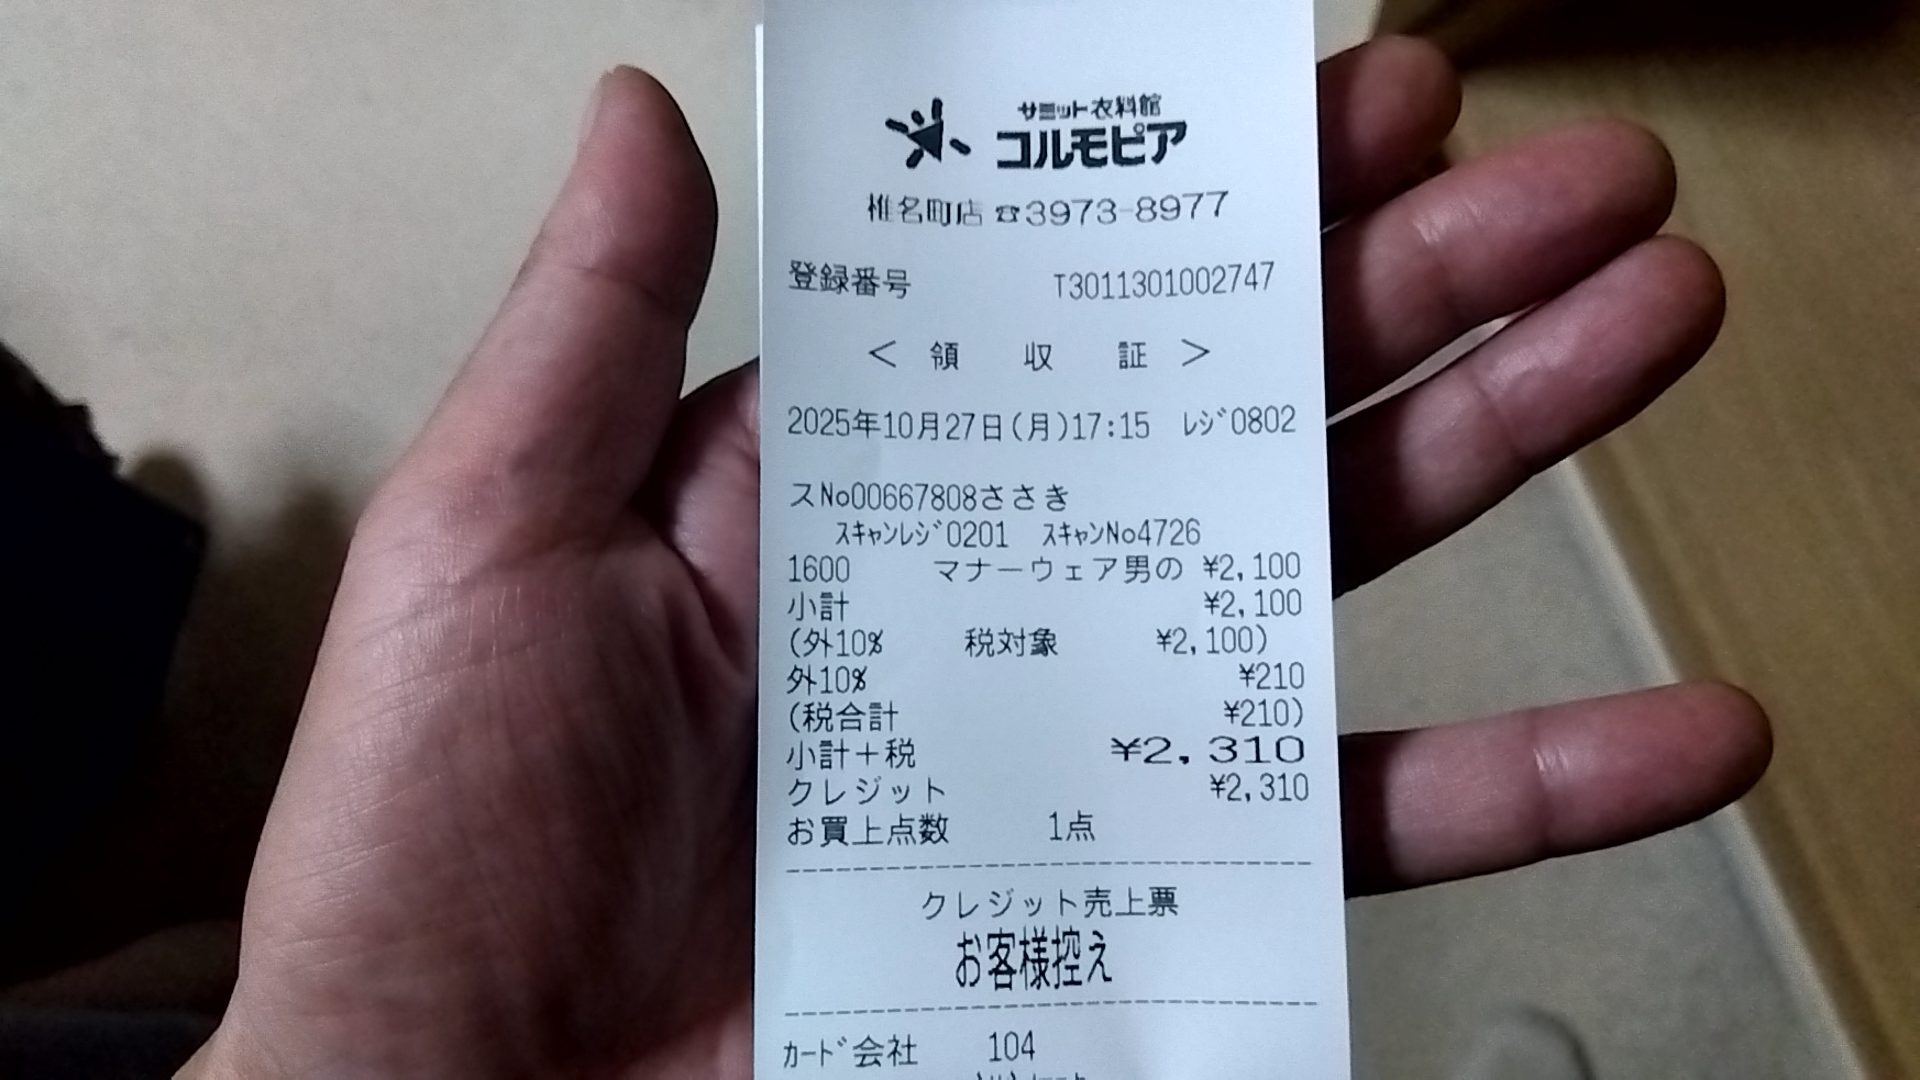 サミット衣料館
コルモピア
椎名町店 ☎3973-8977
登録番号 T3011301002747
< 領 収 証 >
2025年10月27日(月)17:15 ﾚｼﾞ0802
スNo00667808ささき
ｽｷｬﾝﾚｼﾞ0201 ｽｷｬﾝNo4726
1600 マナーウェア男の ¥2,100
小計 ¥2,100
(外10% 税対象 ¥2,100)
外10% ¥210
(税合計 ¥210)
小計＋税 ¥2,310
クレジット ¥2,310
お買上点数 1点
クレジット売上票
お客様控え
ｶｰﾄﾞ会社 104